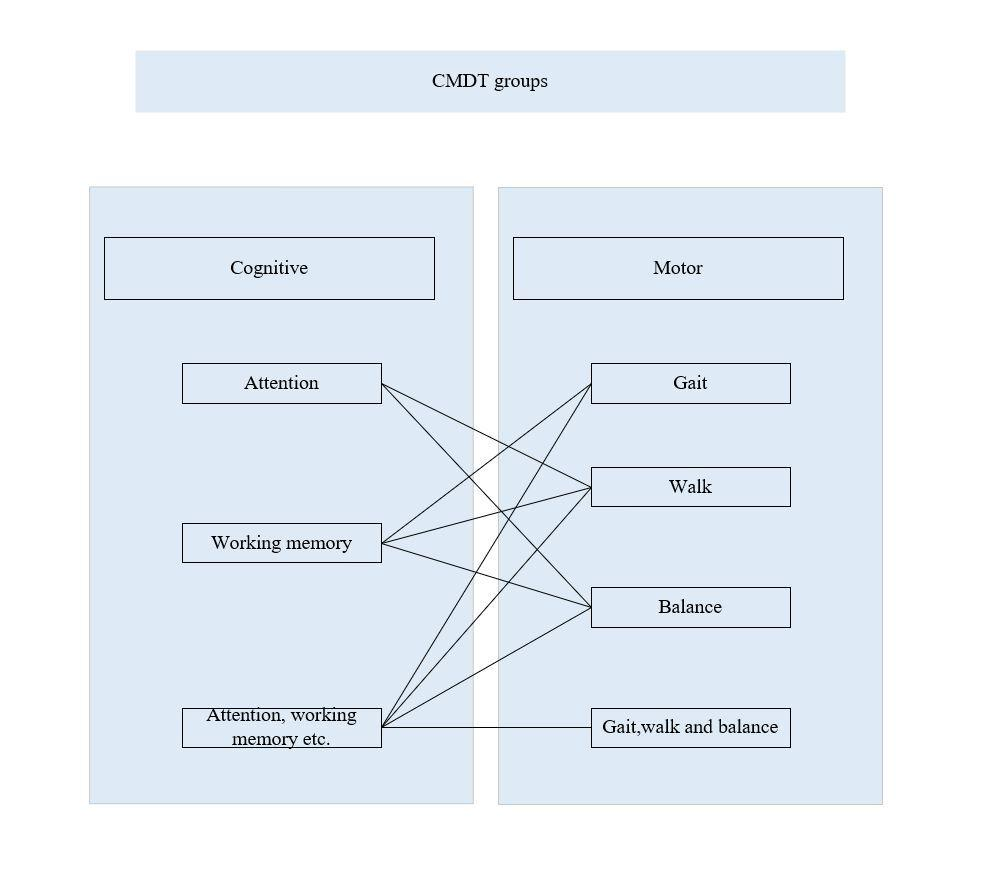 CMDT groups
Cognitive
Motor
Attention
Gait
Walk
Working memory
Balance
Attention, working
memory etc.
Gait,walk and balance